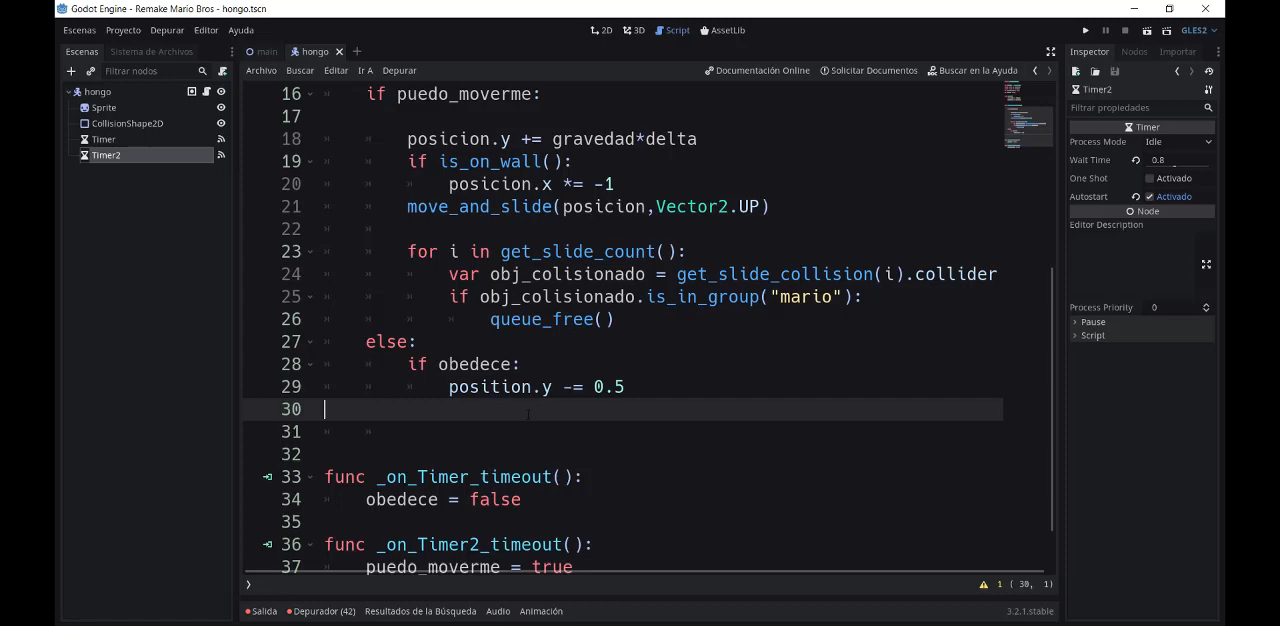 Godot Engine - Remake Mario Bros - hongo.tscn
Escenas Proyecto Depurar Editor Ayuda
2D 3D Script AssetLib
GLES2
Escenas Sistema de Archivos
main hongo
Inspector Nodos Importar
Filtrar nodos
Archivo Buscar Editar Ir A Depurar
Documentación Online Solicitar Documentos Buscar en la Ayuda
hongo
Sprite
CollisionShape2D
Timer
Timer2
16 if puedo_moverme:
17
18 posicion.y += gravedad*delta
19 if is_on_wall():
20 posicion.x *= -1
21 move_and_slide(posicion,Vector2.UP)
22
23 for i in get_slide_count():
24 var obj_colisionado = get_slide_collision(i).collider
25 if obj_colisionado.is_in_group("mario"):
26 queue_free()
27 else:
28 if obedece:
29 position.y -= 0.5
30
31
32
33 func _on_Timer_timeout():
34 obedece = false
35
36 func _on_Timer2_timeout():
37 puedo_moverme = true
1 ( 30, 1)
Timer2
Filtrar propiedades
Timer
Process Mode Idle
Wait Time 0.8
One Shot Activado
Autostart Activado
Node
Editor Description
Process Priority 0
Pause
Script
Salida Depurador (42) Resultados de la Búsqueda Audio Animación
3.2.1.stable